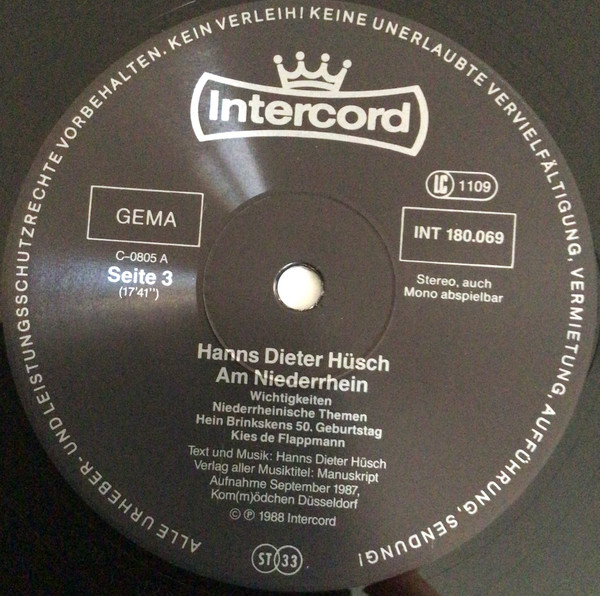 ALLE URHEBER- UND LEISTUNGSSCHUTZRECHTE VORBEHALTEN. KEIN VERLEIH! KEINE UNERLAUBTE VERVIELFÄLTIGUNG, VERMIETUNG, AUFFÜHRUNG, SENDUNG!
Intercord
LC 1109
GEMA
INT 180.069
C-0805 A
Seite 3
(17'41")
Stereo, auch
Mono abspielbar
Hanns Dieter Hüsch
Am Niederrhein
Wichtigkeiten
Niederrheinische Themen
Hein Brinkskens 50. Geburtstag
Kies de Flappmann
Text und Musik: Hanns Dieter Hüsch
Verlag aller Musiktitel: Manuskript
Aufnahme September 1987,
Kom(m)ödchen Düsseldorf
© ℗ 1988 Intercord
ST 33